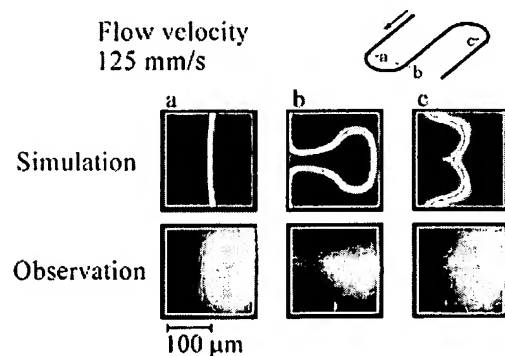 Flow velocity
125 mm/s
a
b
c
a b c
Simulation
Observation
100 μm